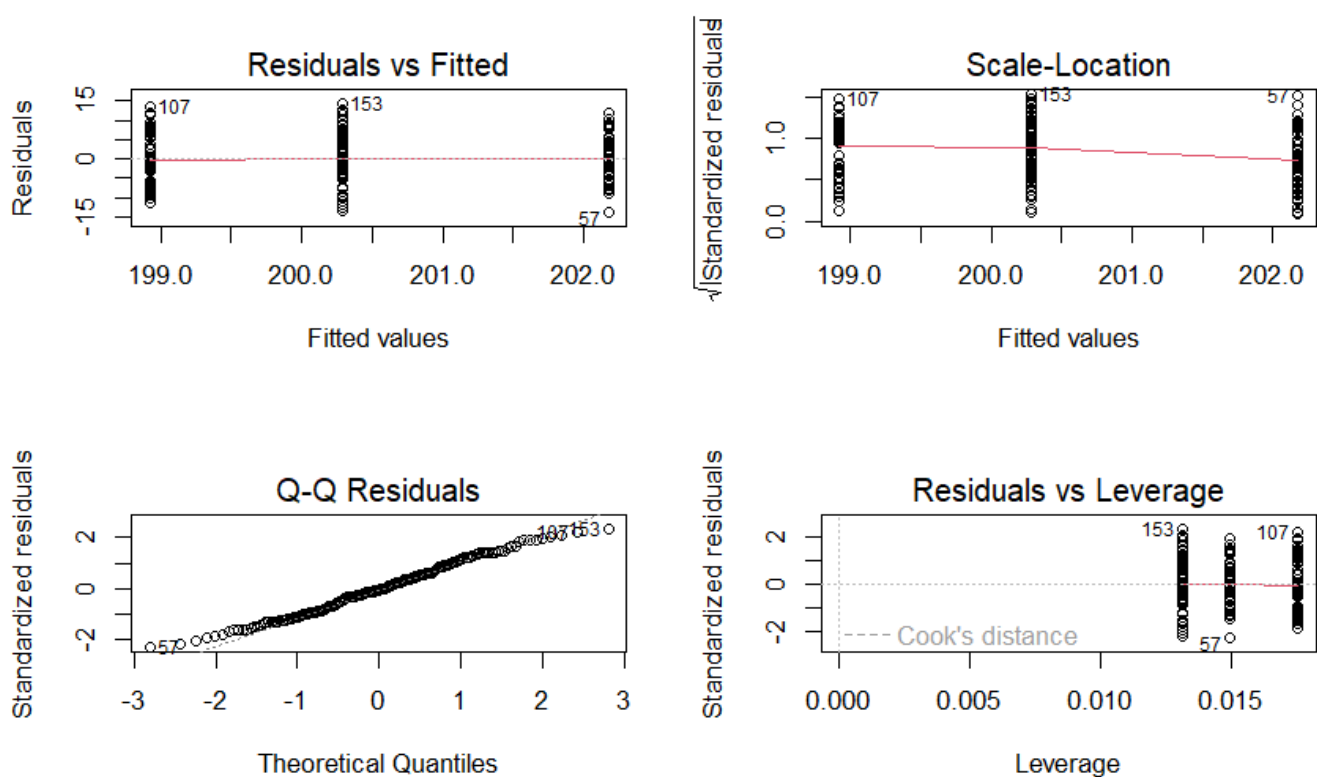 Residuals vs Fitted
Residuals
15
0
-15
107
153
57
199.0 200.0 201.0 202.0
Fitted values
Scale-Location
√|Standardized residuals|
1.0
0.0
107
153
57
199.0 200.0 201.0 202.0
Fitted values
Q-Q Residuals
Standardized residuals
2
0
-2
107
153
57
-3 -2 -1 0 1 2 3
Theoretical Quantiles
Residuals vs Leverage
Standardized residuals
2
0
-2
153
107
57
Cook's distance
0.000 0.005 0.010 0.015
Leverage